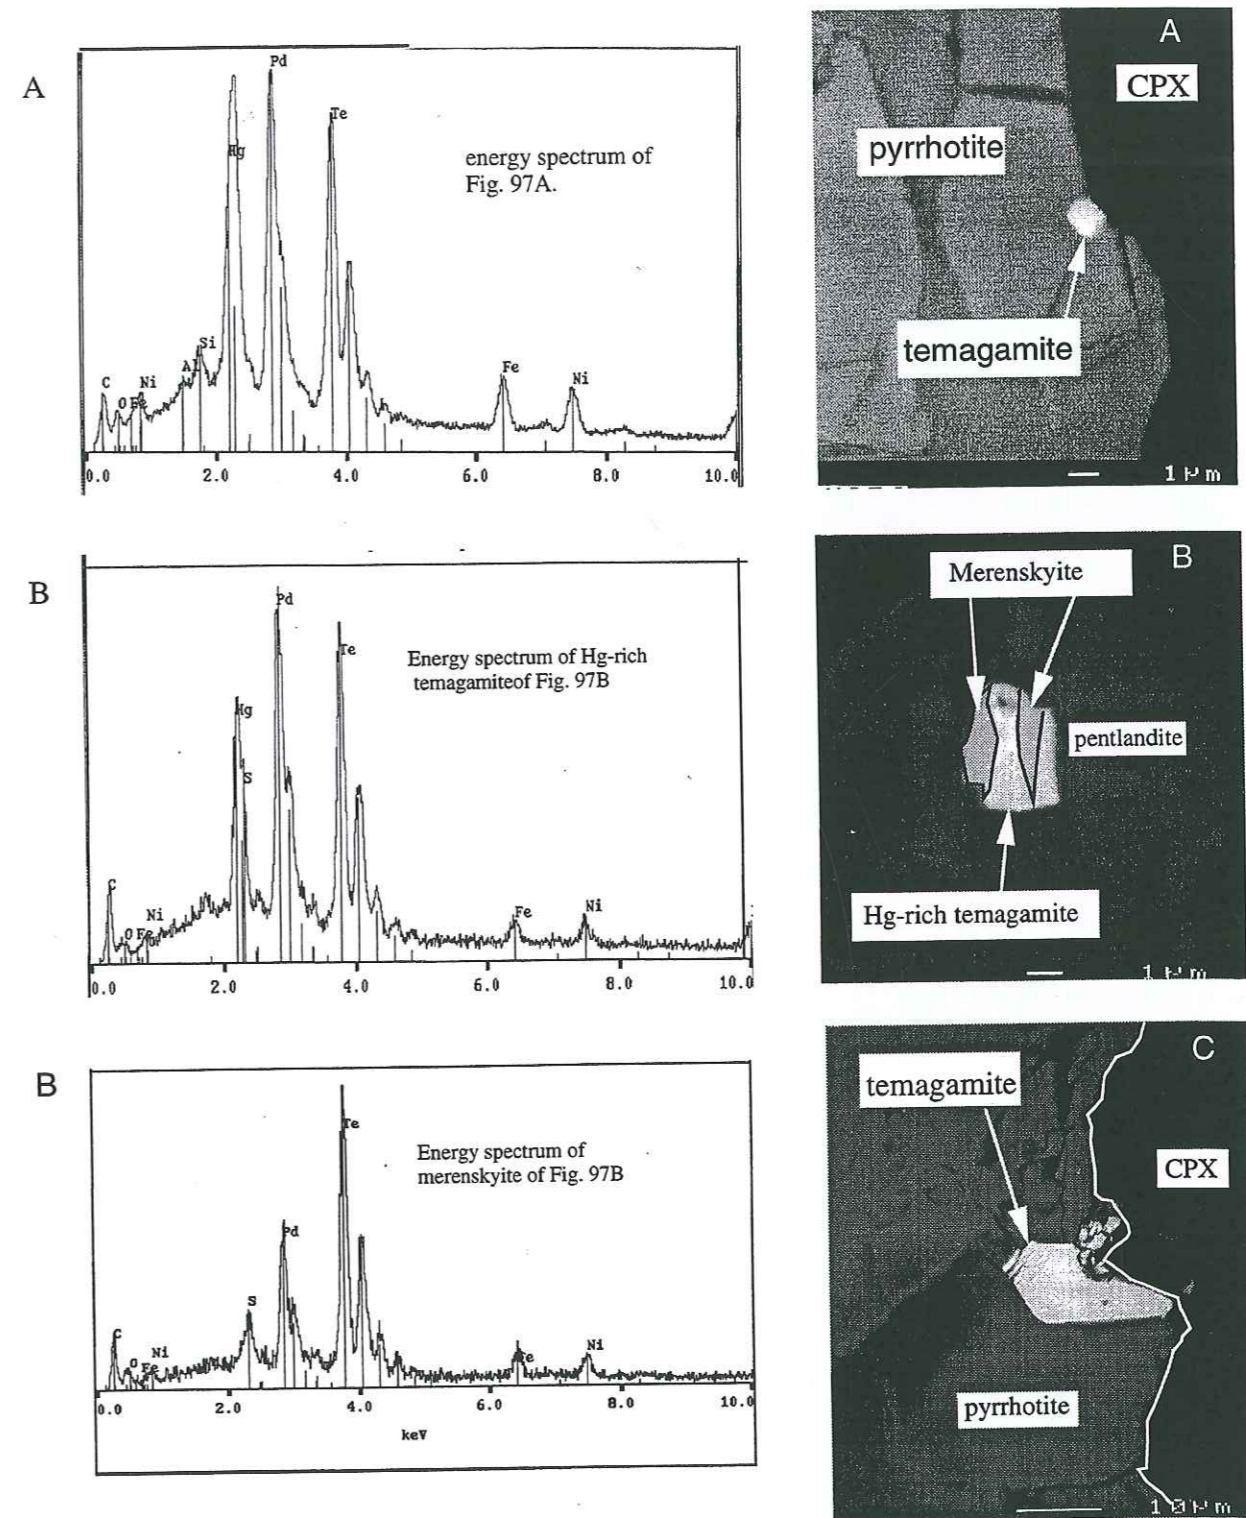 A
Pd
Hg
Te
energy spectrum of
Fig. 97A.
C
O
Fe
Ni
Al
Si
Fe
Ni
0.0 2.0 4.0 6.0 8.0 10.0
A
CPX
pyrrhotite
temagamite
1 µm
B
Pd
Te
Hg
S
Energy spectrum of Hg-rich
temagamiteof Fig. 97B
C
O
Fe
Ni
Fe
Ni
0.0 2.0 4.0 6.0 8.0 10.0
B
Merenskyite
pentlandite
Hg-rich temagamite
1 µm
B
Te
Energy spectrum of
merenskyite of Fig. 97B
Pd
S
C
O
Fe
Ni
Fe
Ni
0.0 2.0 4.0 6.0 8.0 10.0
keV
C
temagamite
CPX
pyrrhotite
10 µm